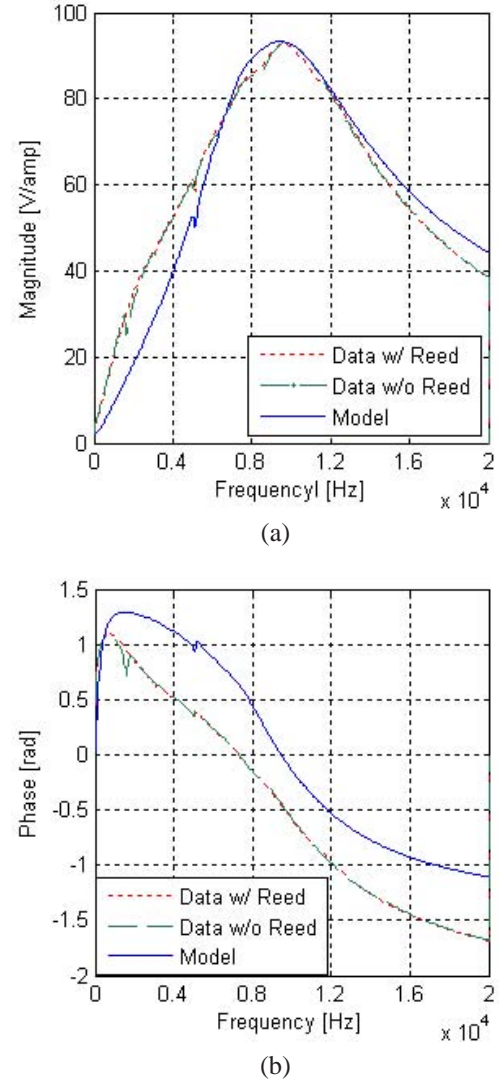 100
80
60
40
20
0
Magnitude [V/amp]
Data w/ Reed
Data w/o Reed
Model
0 0.4 0.8 1.2 1.6 2.0
Frequencyl [Hz]
x 10^4
(a)
1.5
1
0.5
0
-0.5
-1
-1.5
-2
Phase [rad]
Data w/ Reed
Data w/o Reed
Model
0 0.4 0.8 1.2 1.6 2.0
Frequency [Hz]
x 10^4
(b)